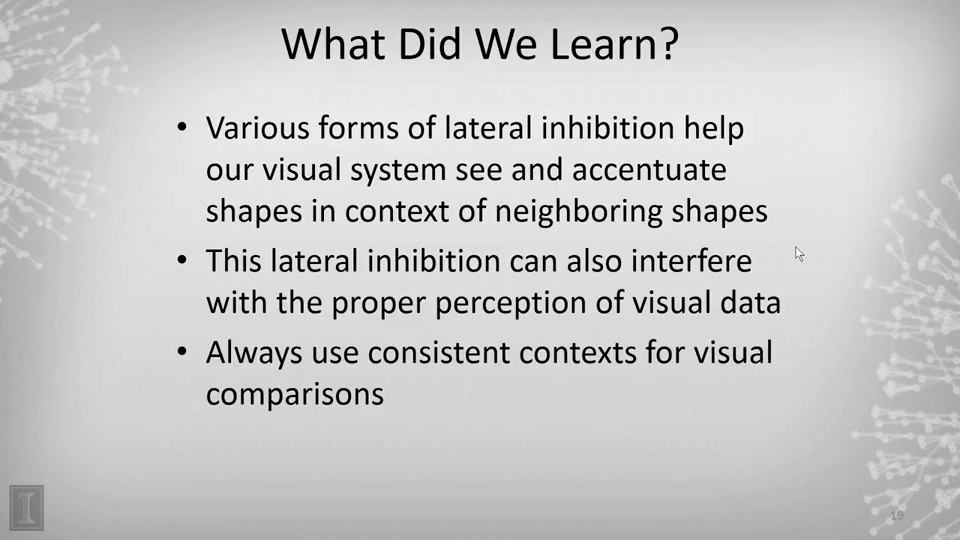 What Did We Learn?
• Various forms of lateral inhibition help
our visual system see and accentuate
shapes in context of neighboring shapes
• This lateral inhibition can also interfere
with the proper perception of visual data
• Always use consistent contexts for visual
comparisons
I
19